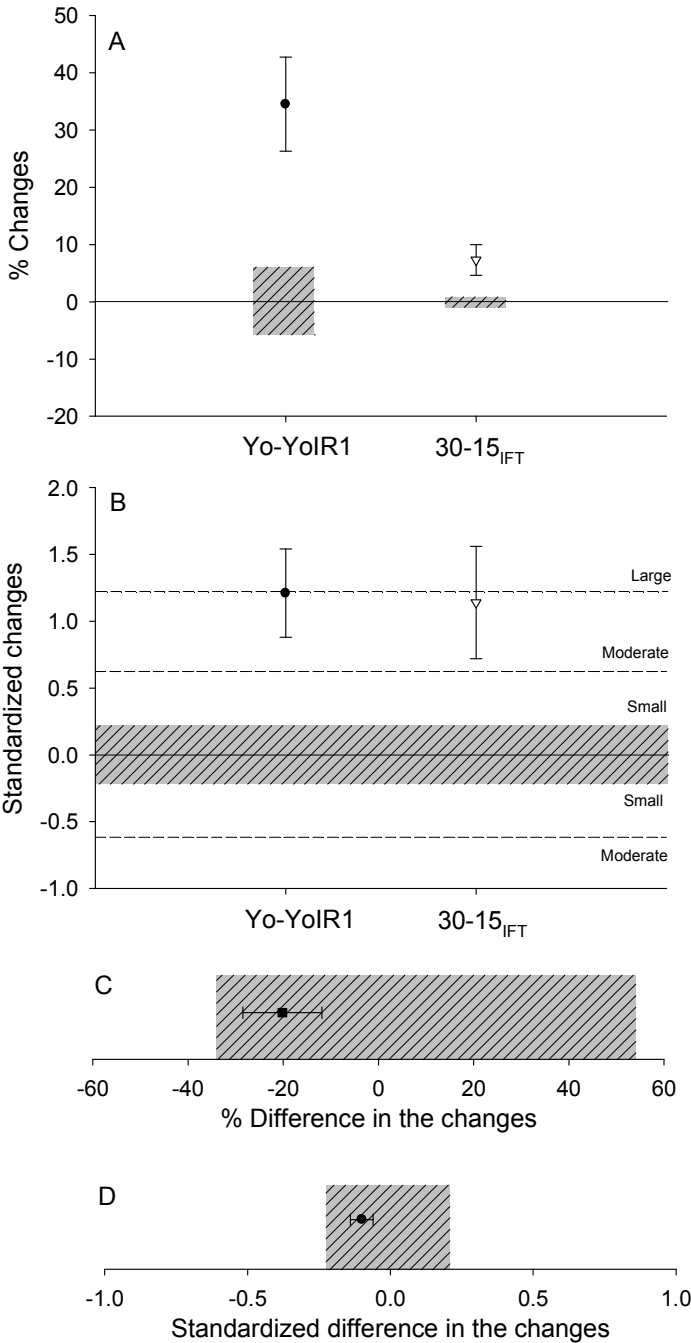 A
50
40
30
20
10
0
-10
-20
% Changes
Yo-YoIR1
30-15IFT
B
2.0
1.5
1.0
0.5
0.0
-0.5
-1.0
Standardized changes
Large
Moderate
Small
Small
Moderate
Yo-YoIR1
30-15IFT
C
-60 -40 -20 0 20 40 60
% Difference in the changes
D
-1.0 -0.5 0.0 0.5 1.0
Standardized difference in the changes